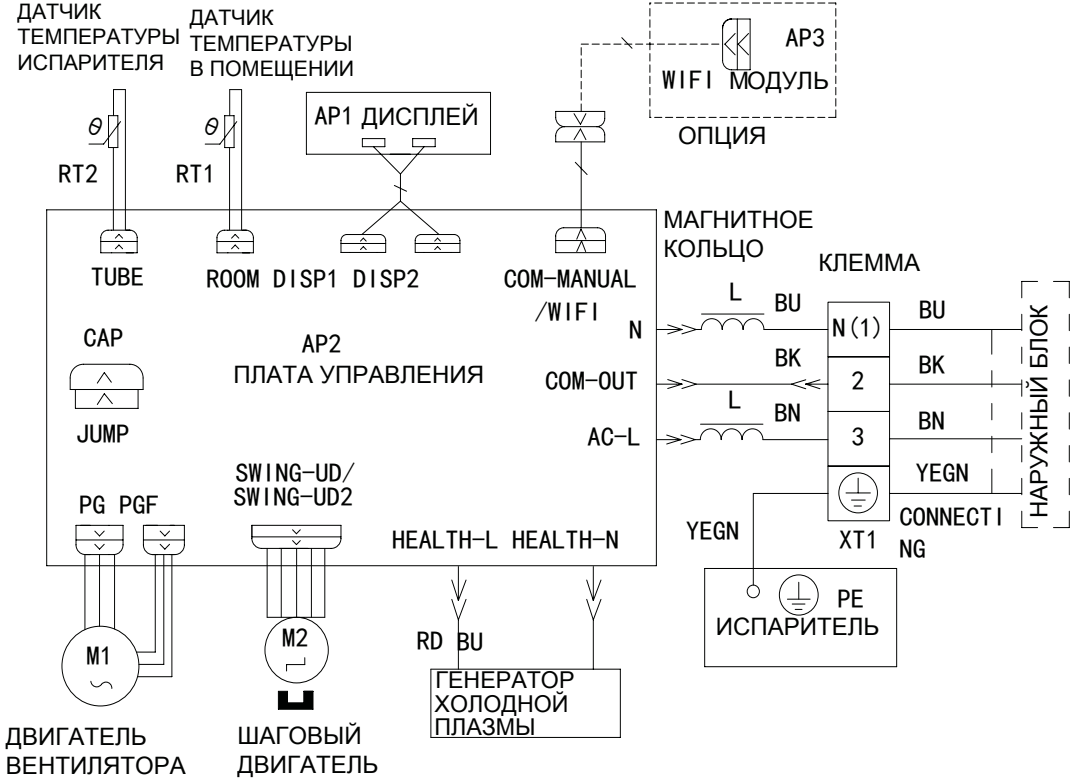 ДАТЧИК
ТЕМПЕРАТУРЫ
ИСПАРИТЕЛЯ
ДАТЧИК
ТЕМПЕРАТУРЫ
В ПОМЕЩЕНИИ
AP3
WIFI МОДУЛЬ
ОПЦИЯ
AP1 ДИСПЛЕЙ
θ
RT2
θ
RT1
TUBE
ROOM DISP1 DISP2
COM-MANUAL
/WIFI
МАГНИТНОЕ
КОЛЬЦО
КЛЕММА
CAP
JUMP
AP2
ПЛАТА УПРАВЛЕНИЯ
N
L
BU
N(1)
BU
COM-OUT
BK
2
BK
AC-L
L
BN
3
BN
YEGN
НАРУЖНЫЙ БЛОК
CONNECTI
NG
XT1
YEGN
PE
ИСПАРИТЕЛЬ
PG PGF
SWING-UD/
SWING-UD2
HEALTH-L HEALTH-N
M1
M2
RD BU
ГЕНЕРАТОР
ХОЛОДНОЙ
ПЛАЗМЫ
ДВИГАТЕЛЬ
ВЕНТИЛЯТОРА
ШАГОВЫЙ
ДВИГАТЕЛЬ